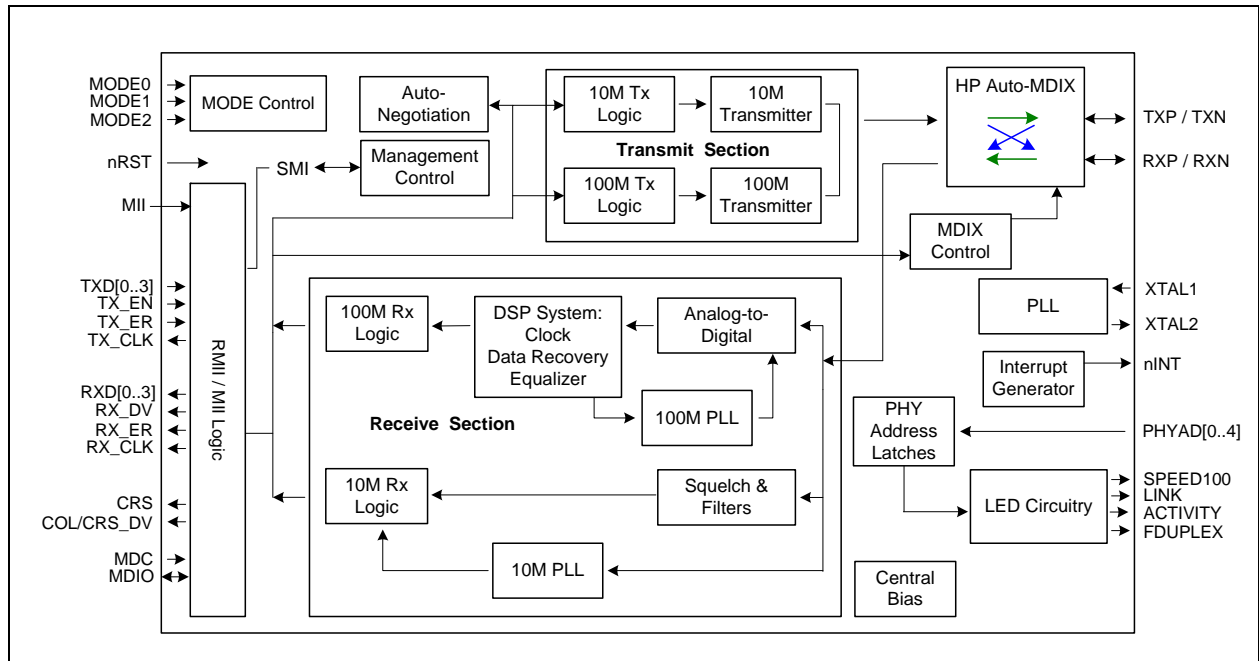 MODE0
MODE1
MODE2
MODE Control
nRST
MII
SMI
Auto-
Negotiation
Management
Control
10M Tx
Logic
10M
Transmitter
Transmit Section
100M Tx
Logic
100M
Transmitter
HP Auto-MDIX
TXP / TXN
RXP / RXN
MDIX
Control
TXD[0..3]
TX_EN
TX_ER
TX_CLK
RXD[0..3]
RX_DV
RX_ER
RX_CLK
CRS
COL/CRS_DV
MDC
MDIO
RMII / MII Logic
100M Rx
Logic
DSP System:
Clock
Data Recovery
Equalizer
Analog-to-
Digital
100M PLL
Receive Section
10M Rx
Logic
Squelch &
Filters
10M PLL
PLL
XTAL1
XTAL2
Interrupt
Generator
nINT
PHY
Address
Latches
PHYAD[0..4]
LED Circuitry
SPEED100
LINK
ACTIVITY
FDUPLEX
Central
Bias